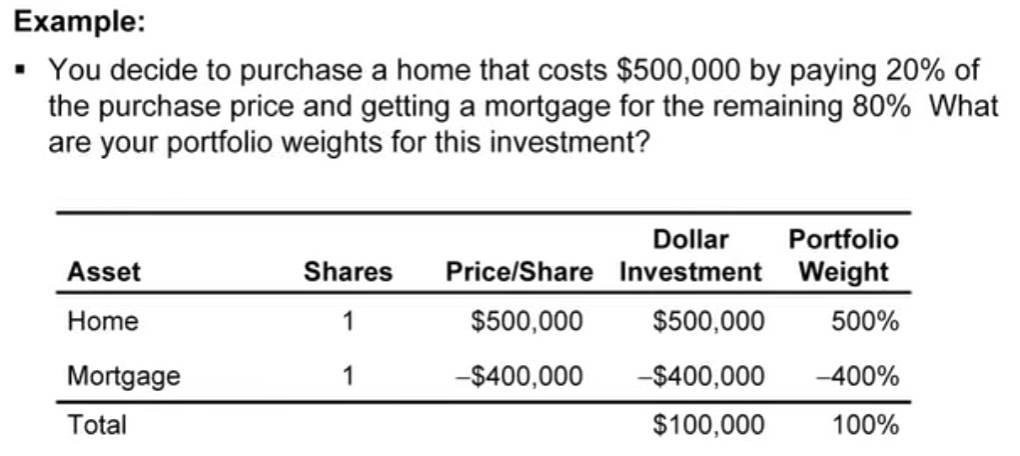 Example:
▪ You decide to purchase a home that costs $500,000 by paying 20% of
the purchase price and getting a mortgage for the remaining 80%  What
are your portfolio weights for this investment?
Dollar Portfolio
Asset Shares Price/Share Investment Weight
Home 1 $500,000 $500,000 500%
Mortgage 1 –$400,000 –$400,000 –400%
Total $100,000 100%